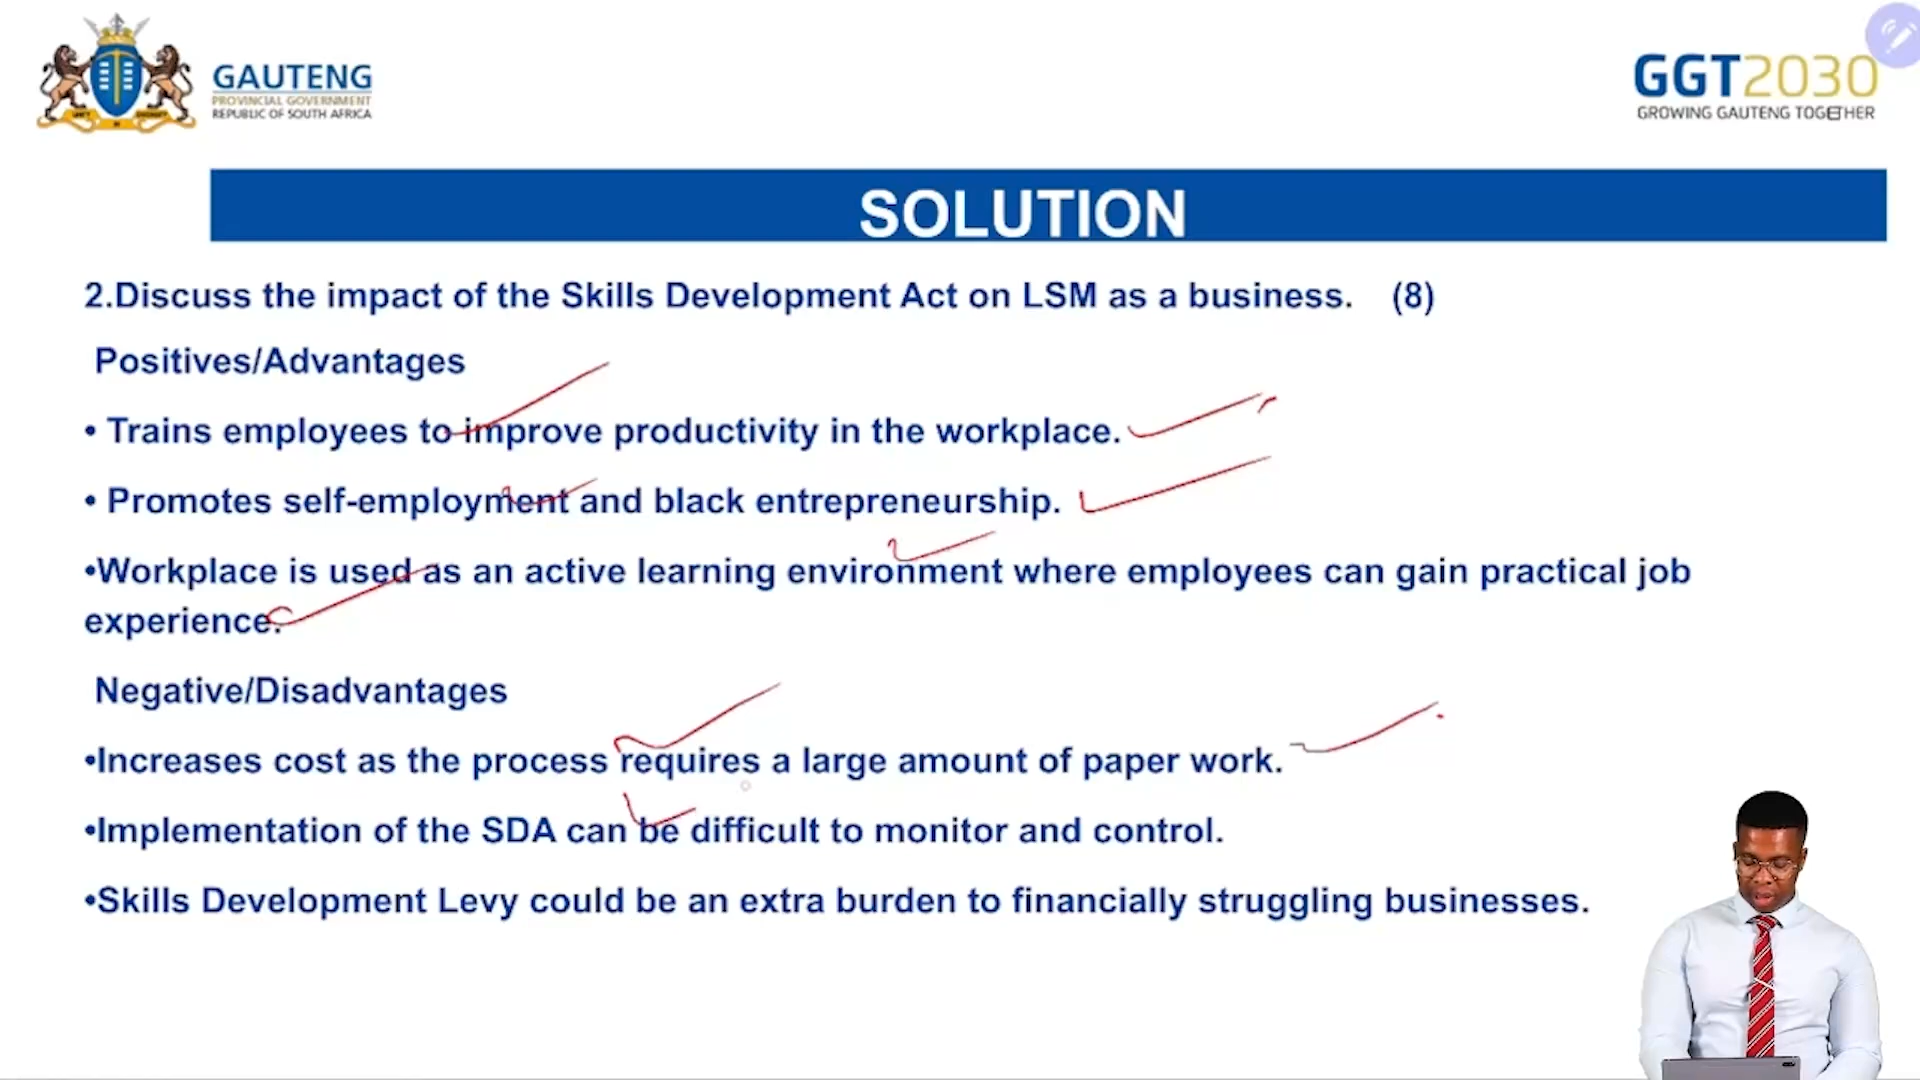 GAUTENG
PROVINCIAL GOVERNMENT
REPUBLIC OF SOUTH AFRICA
GGT2030
GROWING GAUTENG TOGETHER
SOLUTION
2.Discuss the impact of the Skills Development Act on LSM as a business. (8)
Positives/Advantages
• Trains employees to improve productivity in the workplace.
• Promotes self-employment and black entrepreneurship.
•Workplace is used as an active learning environment where employees can gain practical job
experience.
Negative/Disadvantages
•Increases cost as the process requires a large amount of paper work.
•Implementation of the SDA can be difficult to monitor and control.
•Skills Development Levy could be an extra burden to financially struggling businesses.